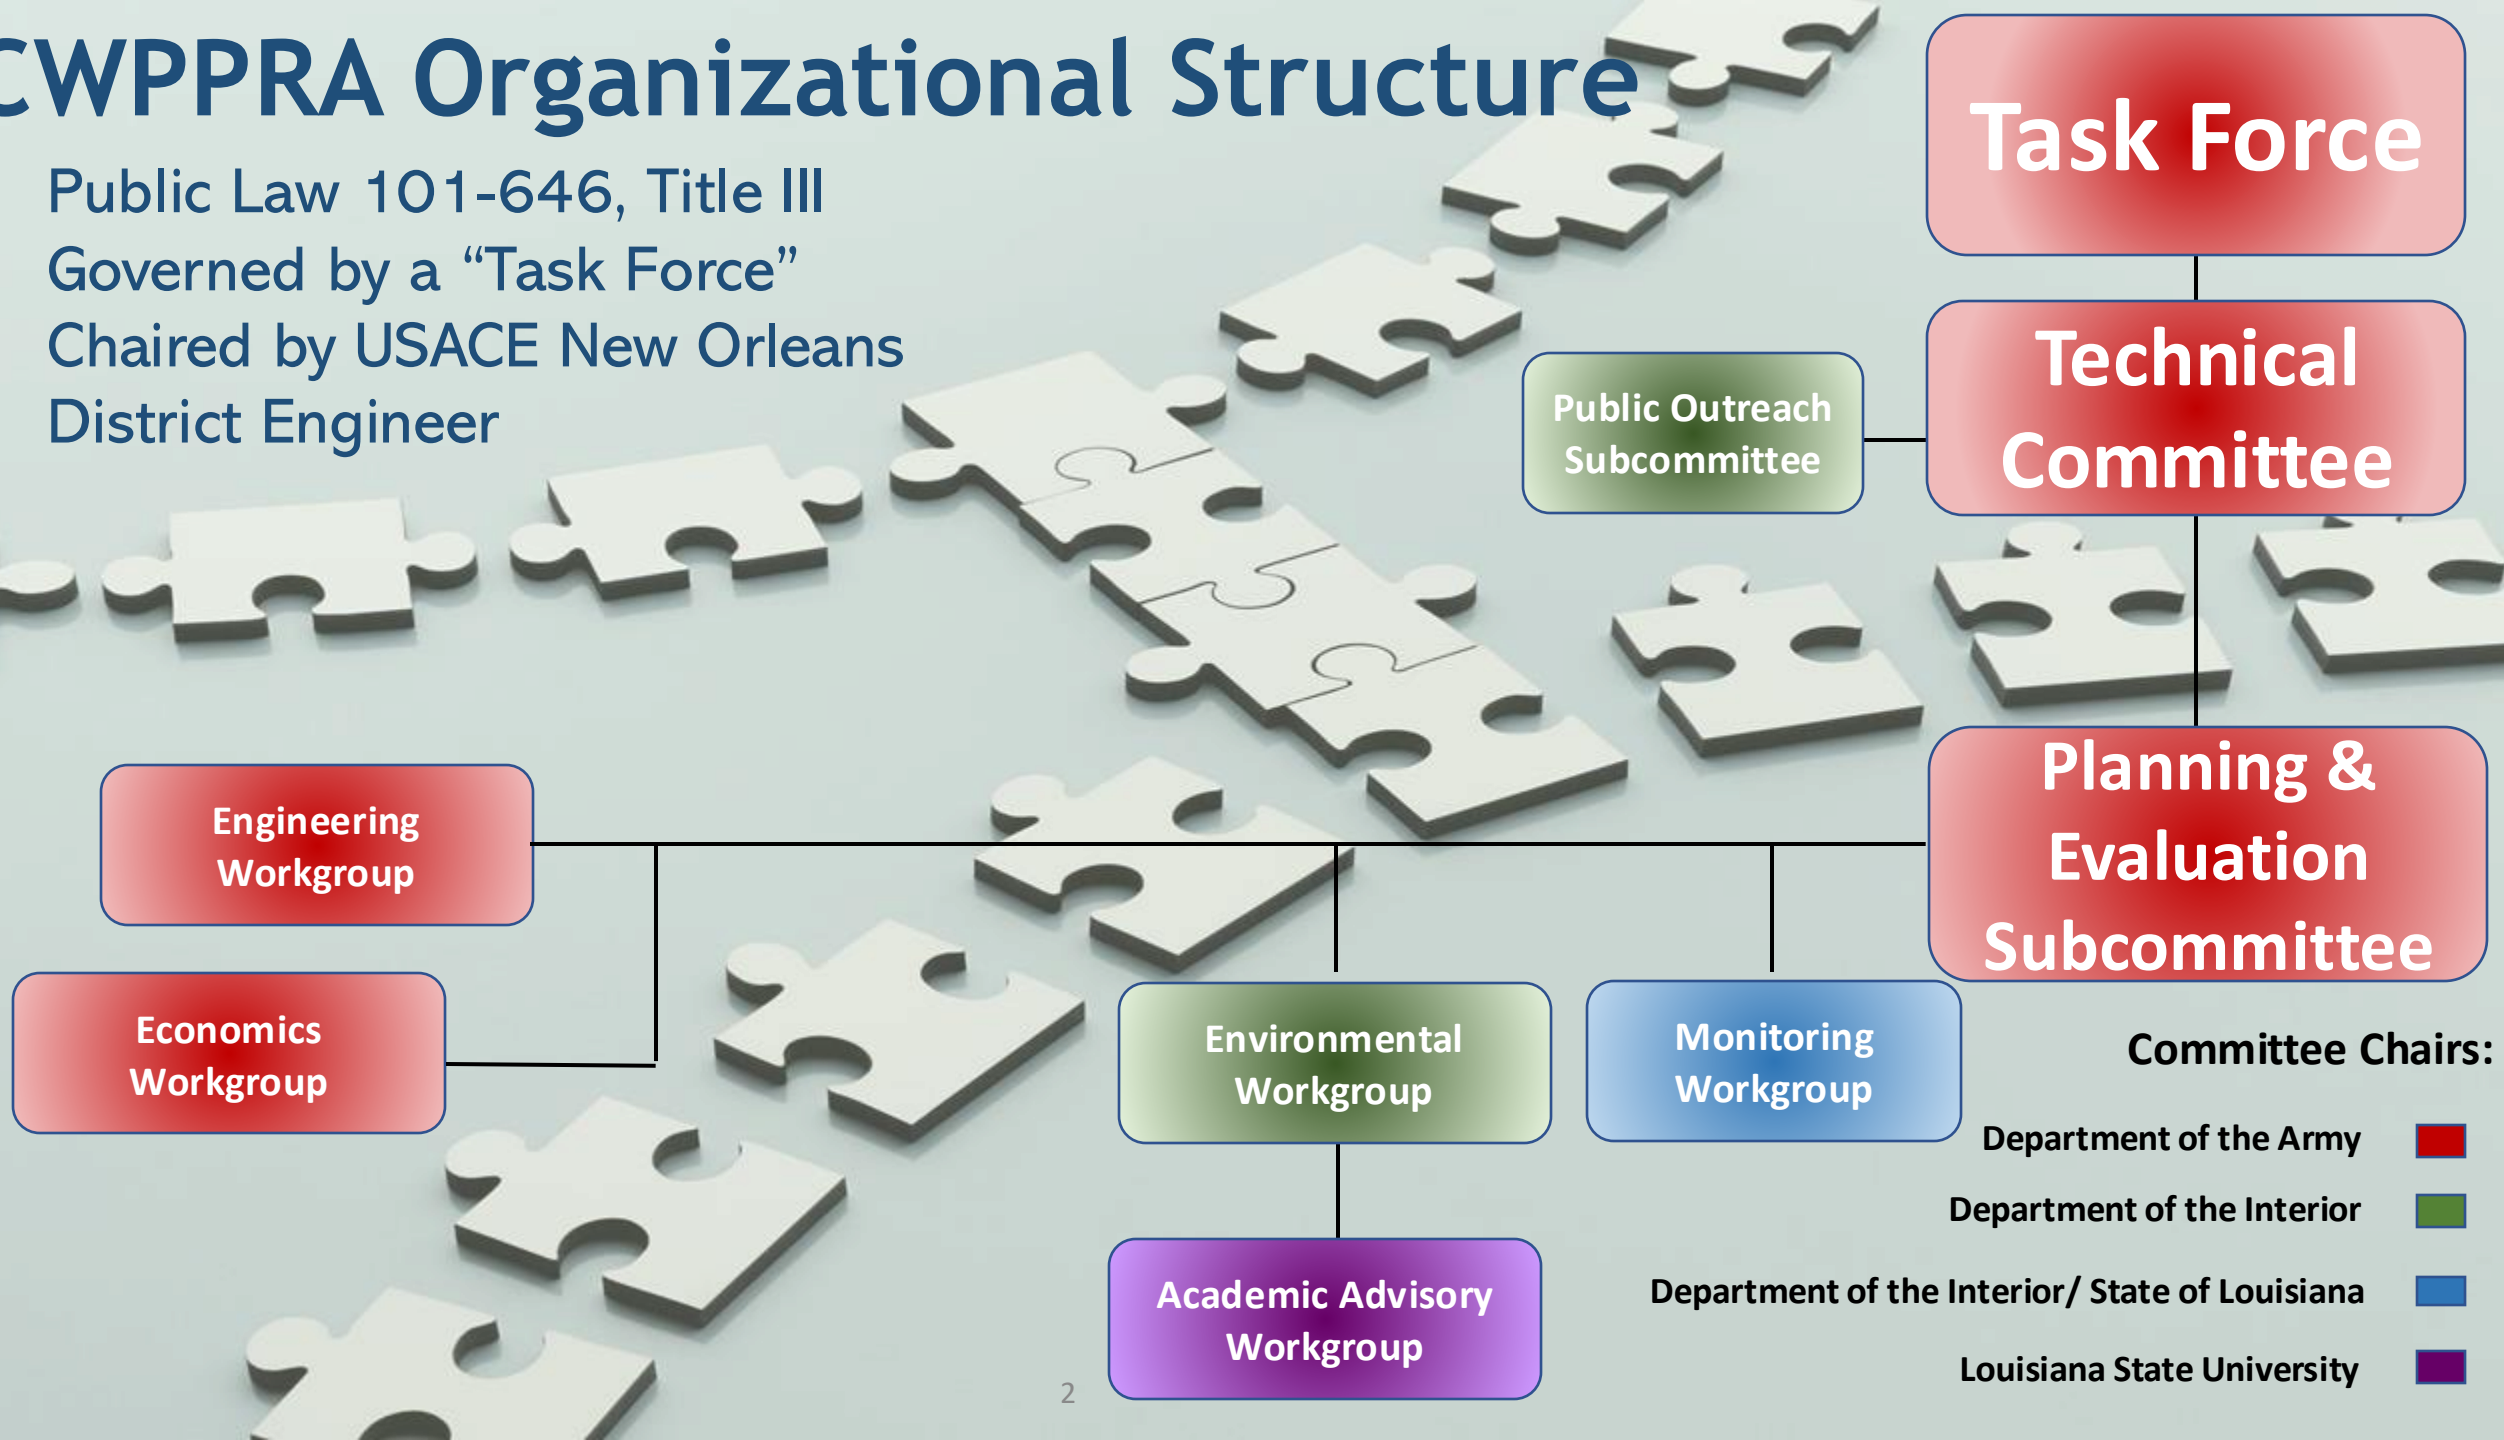 CWPPRA Organizational Structure
Public Law 101-646, Title III
Governed by a “Task Force”
Chaired by USACE New Orleans
District Engineer
Task Force
Technical
Committee
Public Outreach
Subcommittee
Planning &
Evaluation
Subcommittee
Engineering
Workgroup
Economics
Workgroup
Environmental
Workgroup
Monitoring
Workgroup
Academic Advisory
Workgroup
Committee Chairs:
Department of the Army
Department of the Interior
Department of the Interior/ State of Louisiana
Louisiana State University
2